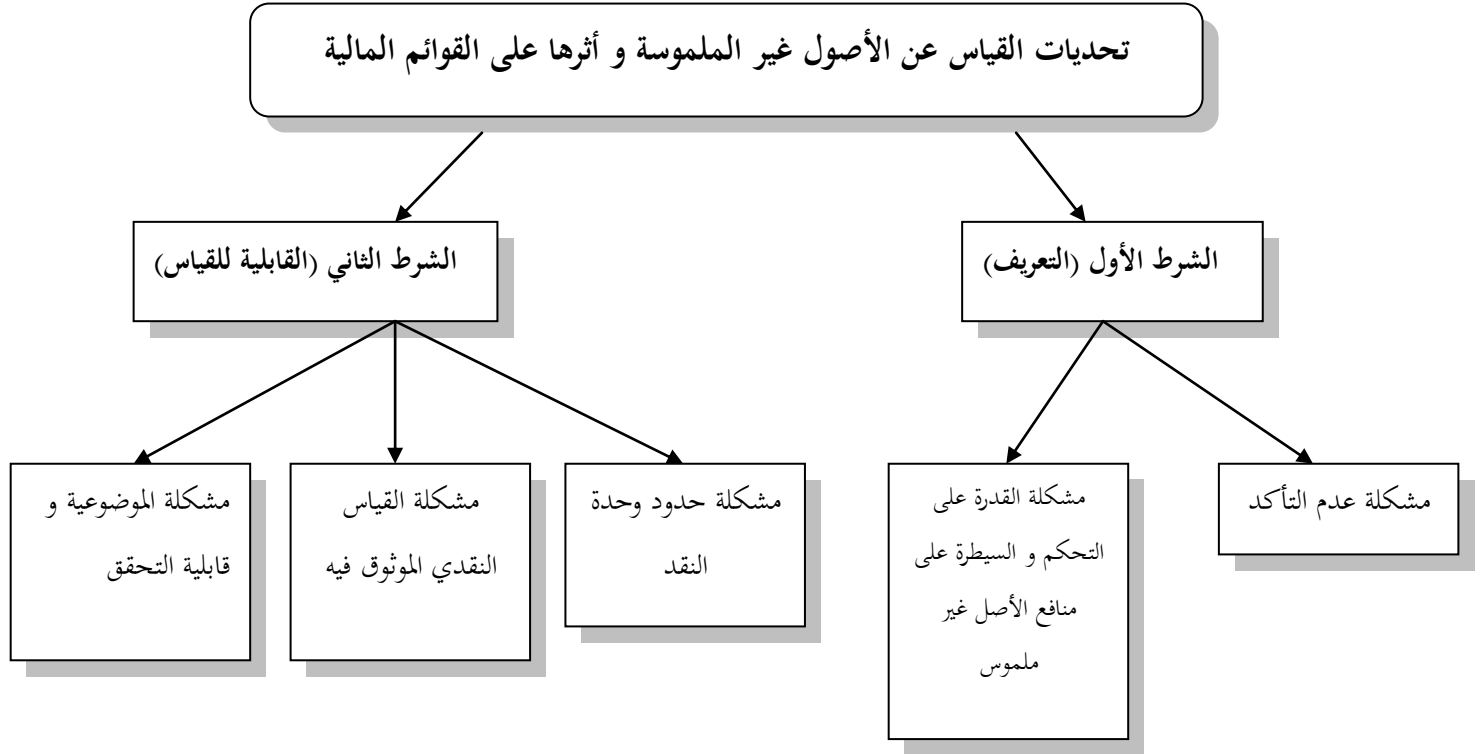 تحديات القياس عن الأصول غير الملموسة و أثرها على القوائم المالية
الشرط الأول (التعريف)
الشرط الثاني (القابلية للقياس)
مشكلة عدم التأكد
مشكلة القدرة على
التحكم و السيطرة على
منافع الأصل غير
ملموس
مشكلة حدود وحدة
النقد
مشكلة القياس
النقدي الموثوق فيه
مشكلة الموضوعية و
قابلية التحقق